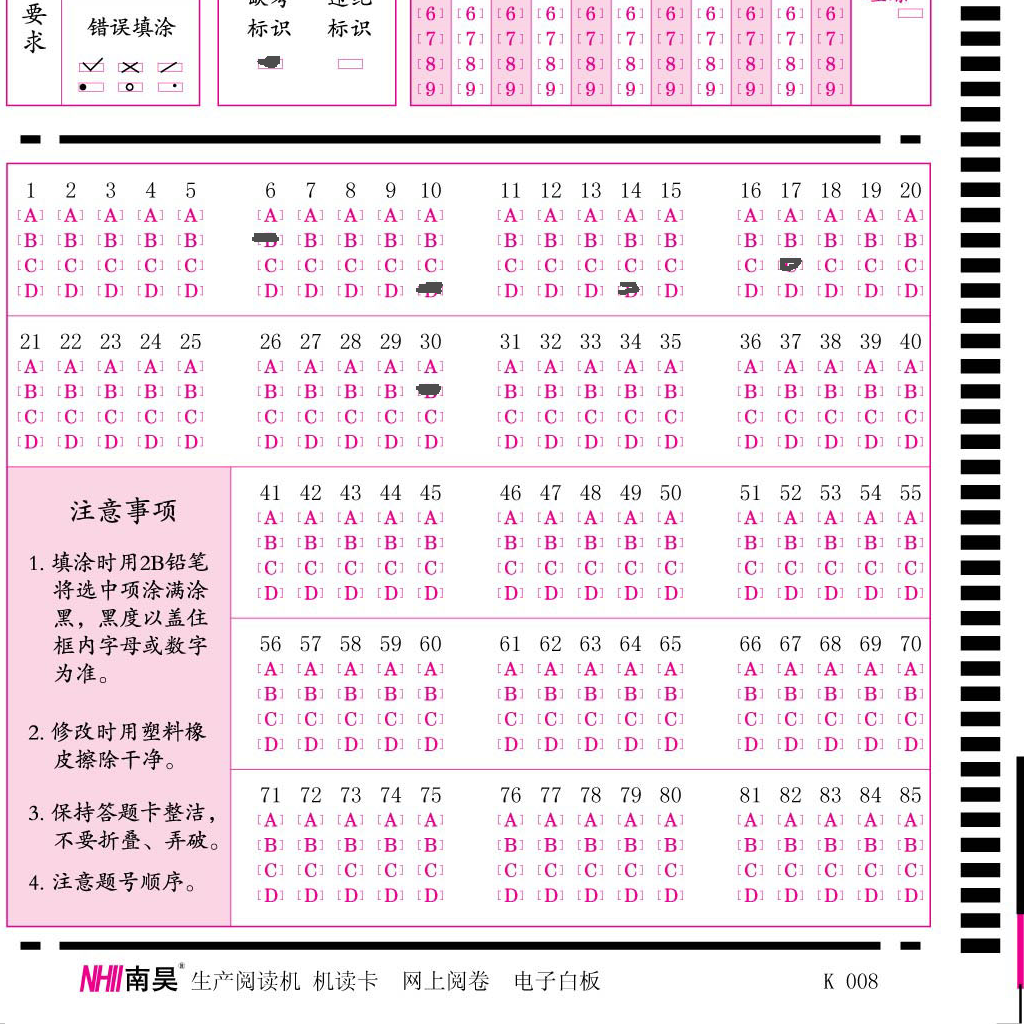 要
求
错误填涂
标识 标识
[6] [6] [6] [6] [6] [6] [6] [6] [6] [6] [6]
[7] [7] [7] [7] [7] [7] [7] [7] [7] [7] [7]
[8] [8] [8] [8] [8] [8] [8] [8] [8] [8] [8]
[9] [9] [9] [9] [9] [9] [9] [9] [9] [9] [9]
1 2 3 4 5 6 7 8 9 10 11 12 13 14 15 16 17 18 19 20
[A] [A] [A] [A] [A] [A] [A] [A] [A] [A] [A] [A] [A] [A] [A] [A] [A] [A] [A] [A]
[B] [B] [B] [B] [B] [B] [B] [B] [B] [B] [B] [B] [B] [B] [B] [B] [B] [B] [B]
[C] [C] [C] [C] [C] [C] [C] [C] [C] [C] [C] [C] [C] [C] [C] [C] [C] [C] [C]
[D] [D] [D] [D] [D] [D] [D] [D] [D] [D] [D] [D] [D] [D] [D] [D] [D] [D]
21 22 23 24 25 26 27 28 29 30 31 32 33 34 35 36 37 38 39 40
[A] [A] [A] [A] [A] [A] [A] [A] [A] [A] [A] [A] [A] [A] [A] [A] [A] [A] [A] [A]
[B] [B] [B] [B] [B] [B] [B] [B] [B] [B] [B] [B] [B] [B] [B] [B] [B] [B] [B]
[C] [C] [C] [C] [C] [C] [C] [C] [C] [C] [C] [C] [C] [C] [C] [C] [C] [C] [C] [C]
[D] [D] [D] [D] [D] [D] [D] [D] [D] [D] [D] [D] [D] [D] [D] [D] [D] [D] [D] [D]
注意事项
1. 填涂时用2B铅笔
将选中项涂满涂
黑，黑度以盖住
框内字母或数字
为准。
2. 修改时用塑料橡
皮擦除干净。
3. 保持答题卡整洁，
不要折叠、弄破。
4. 注意题号顺序。
41 42 43 44 45 46 47 48 49 50 51 52 53 54 55
[A] [A] [A] [A] [A] [A] [A] [A] [A] [A] [A] [A] [A] [A] [A]
[B] [B] [B] [B] [B] [B] [B] [B] [B] [B] [B] [B] [B] [B] [B]
[C] [C] [C] [C] [C] [C] [C] [C] [C] [C] [C] [C] [C] [C] [C]
[D] [D] [D] [D] [D] [D] [D] [D] [D] [D] [D] [D] [D] [D] [D]
56 57 58 59 60 61 62 63 64 65 66 67 68 69 70
[A] [A] [A] [A] [A] [A] [A] [A] [A] [A] [A] [A] [A] [A] [A]
[B] [B] [B] [B] [B] [B] [B] [B] [B] [B] [B] [B] [B] [B] [B]
[C] [C] [C] [C] [C] [C] [C] [C] [C] [C] [C] [C] [C] [C] [C]
[D] [D] [D] [D] [D] [D] [D] [D] [D] [D] [D] [D] [D] [D] [D]
71 72 73 74 75 76 77 78 79 80 81 82 83 84 85
[A] [A] [A] [A] [A] [A] [A] [A] [A] [A] [A] [A] [A] [A] [A]
[B] [B] [B] [B] [B] [B] [B] [B] [B] [B] [B] [B] [B] [B] [B]
[C] [C] [C] [C] [C] [C] [C] [C] [C] [C] [C] [C] [C] [C] [C]
[D] [D] [D] [D] [D] [D] [D] [D] [D] [D] [D] [D] [D] [D] [D]
NHII南昊® 生产阅读机 机读卡 网上阅卷 电子白板 K 008